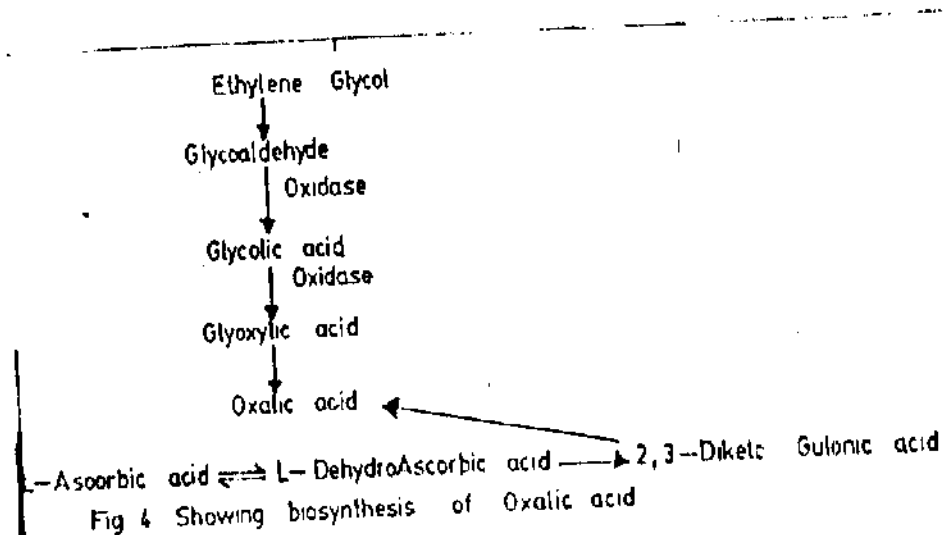 Ethylene Glycol
Glycoaldehyde
Oxidase
Glycolic acid
Oxidase
Glyoxylic acid
Oxalic acid
L-Asoorbic acid ⇌ L-DehydroAscorbic acid → 2,3-Diketc Gulonic acid
Fig 4 Showing biosynthesis of Oxalic acid